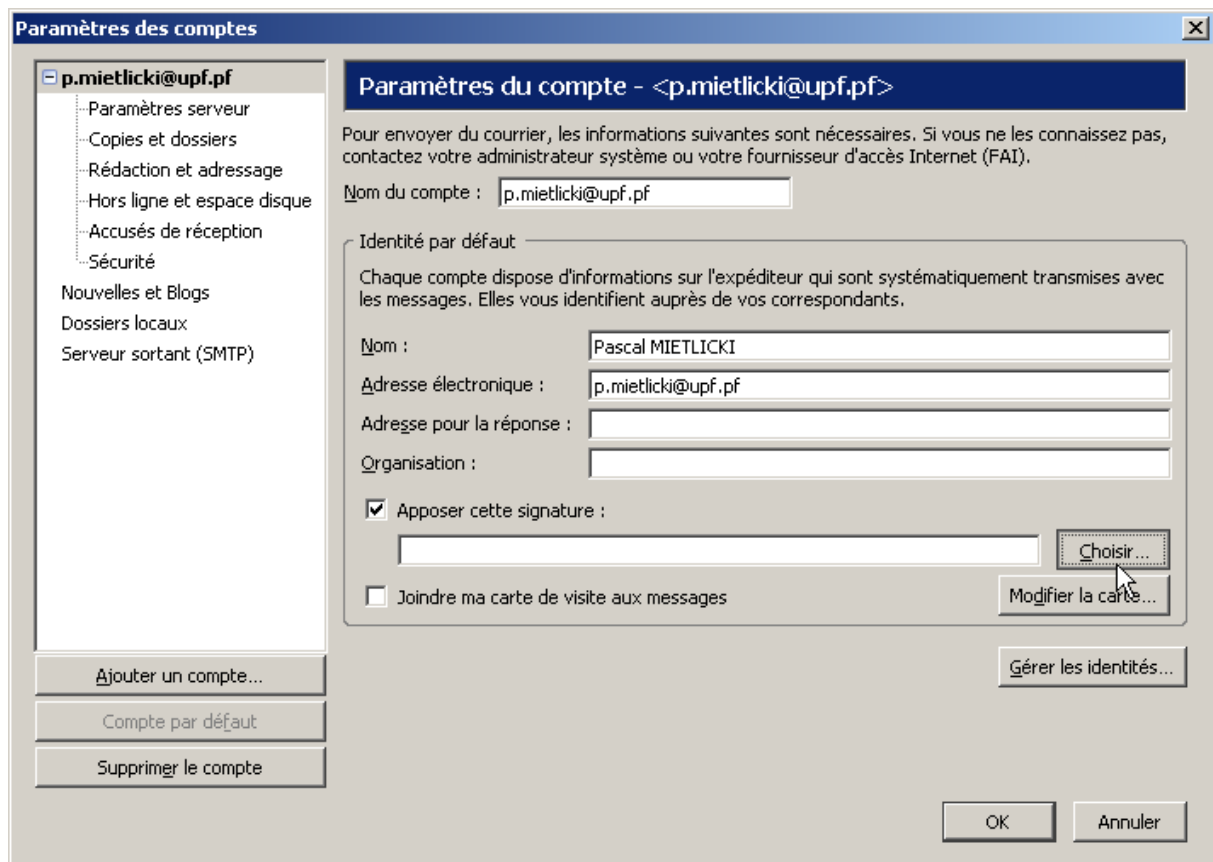 Paramètres des comptes
p.mietlicki@upf.pf
Paramètres serveur
Copies et dossiers
Rédaction et adressage
Hors ligne et espace disque
Accusés de réception
Sécurité
Nouvelles et Blogs
Dossiers locaux
Serveur sortant (SMTP)
Ajouter un compte...
Compte par défaut
Supprimer le compte
Paramètres du compte - <p.mietlicki@upf.pf>
Pour envoyer du courrier, les informations suivantes sont nécessaires. Si vous ne les connaissez pas,
contactez votre administrateur système ou votre fournisseur d'accès Internet (FAI).
Nom du compte : p.mietlicki@upf.pf
Identité par défaut
Chaque compte dispose d'informations sur l'expéditeur qui sont systématiquement transmises avec
les messages. Elles vous identifient auprès de vos correspondants.
Nom : Pascal MIETLICKI
Adresse électronique : p.mietlicki@upf.pf
Adresse pour la réponse :
Organisation :
Apposer cette signature :
Choisir...
Joindre ma carte de visite aux messages
Modifier la carte...
Gérer les identités...
OK Annuler